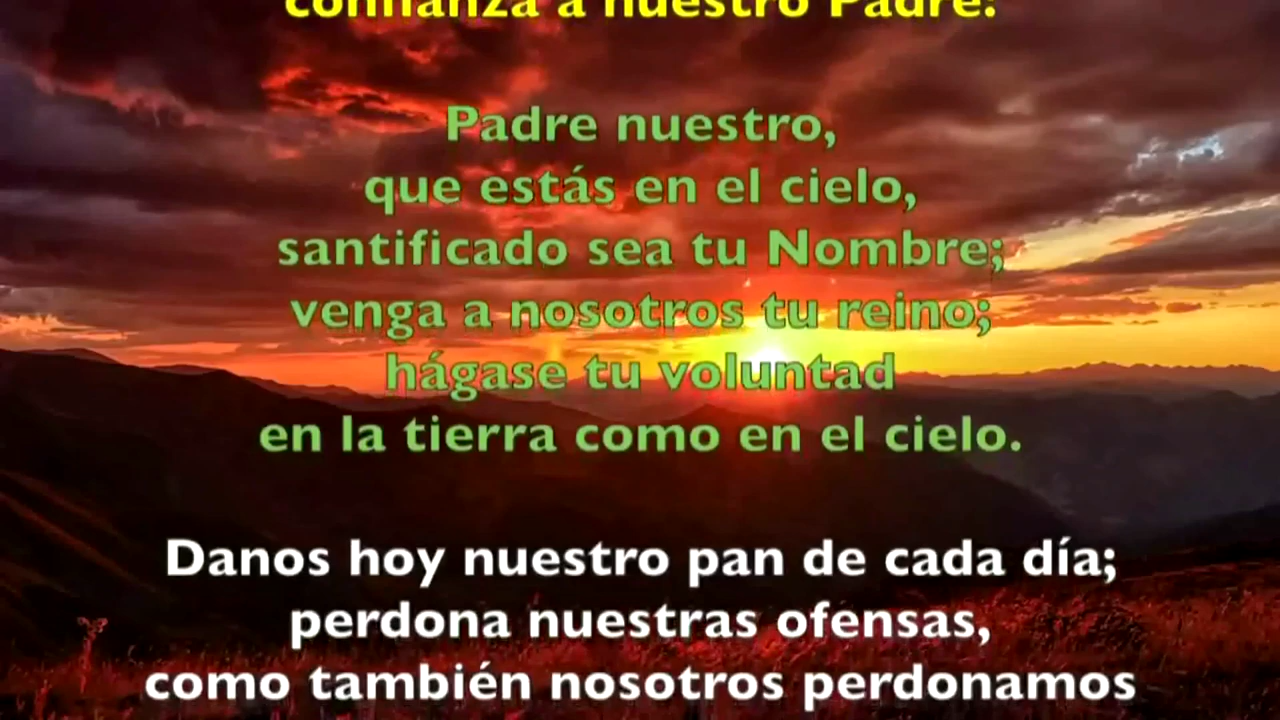 confianza a nuestro Padre:
Padre nuestro,
que estás en el cielo,
santificado sea tu Nombre;
venga a nosotros tu reino;
hágase tu voluntad
en la tierra como en el cielo.
Danos hoy nuestro pan de cada día;
perdona nuestras ofensas,
como también nosotros perdonamos